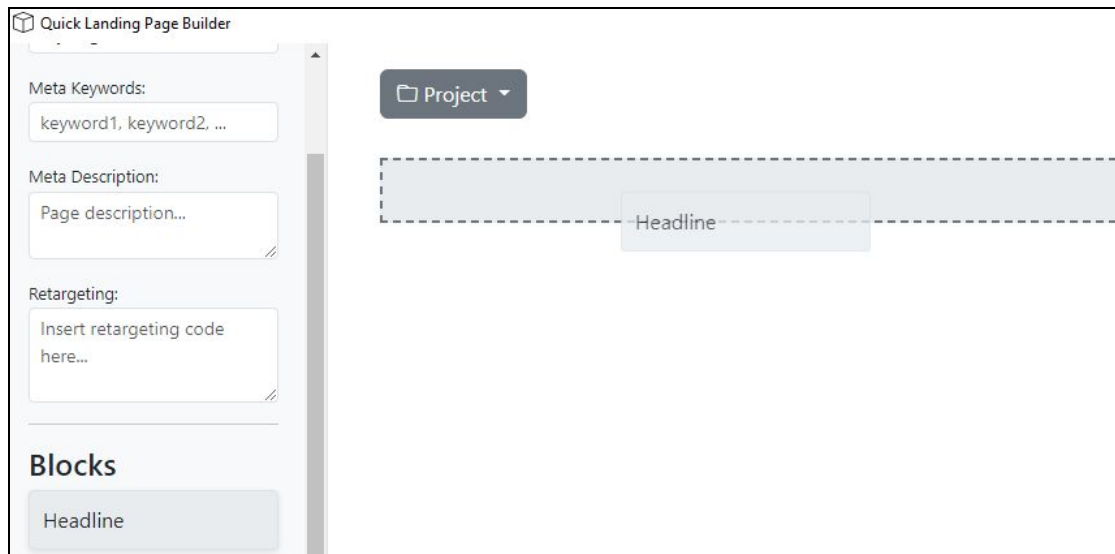 Quick Landing Page Builder
Meta Keywords:
keyword1, keyword2, ...
Meta Description:
Page description...
Retargeting:
Insert retargeting code
here...
Blocks
Headline
Project
Headline